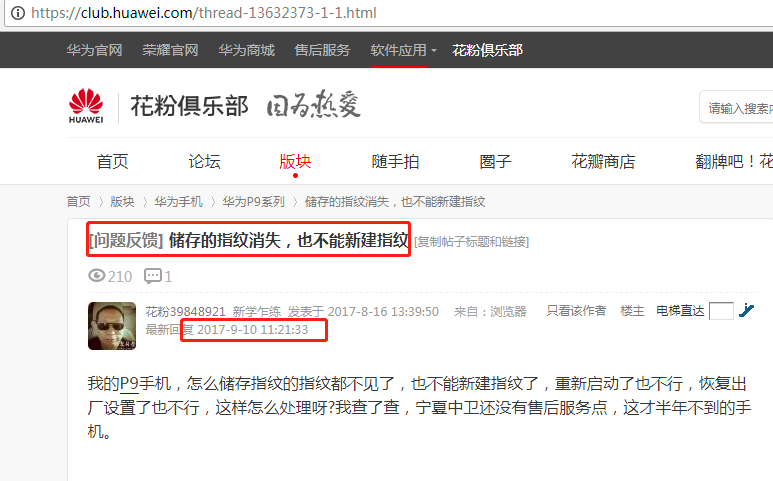 https://club.huawei.com/thread-13632373-1-1.html
华为官网 荣耀官网 华为商城 售后服务 软件应用 花粉俱乐部
HUAWEI 花粉俱乐部 因为热爱 请输入搜索内
首页 论坛 版块 随手拍 圈子 花瓣商店 翻牌吧！花
首页 > 版块 > 华为手机 > 华为P9系列 > 储存的指纹消失，也不能新建指纹
[问题反馈] 储存的指纹消失，也不能新建指纹 [复制帖子标题和链接]
210 1
花粉39848921 新学乍练 发表于 2017-8-16 13:39:50 来自：浏览器 只看该作者 楼主 电梯直达
最新回复 2017-9-10 11:21:33
我的P9手机，怎么储存指纹的指纹都不见了，也不能新建指纹了，重新启动了也不行，恢复出
厂设置了也不行，这样怎么处理呀?我查了查，宁夏中卫还没有售后服务点，这才半年不到的手
机。